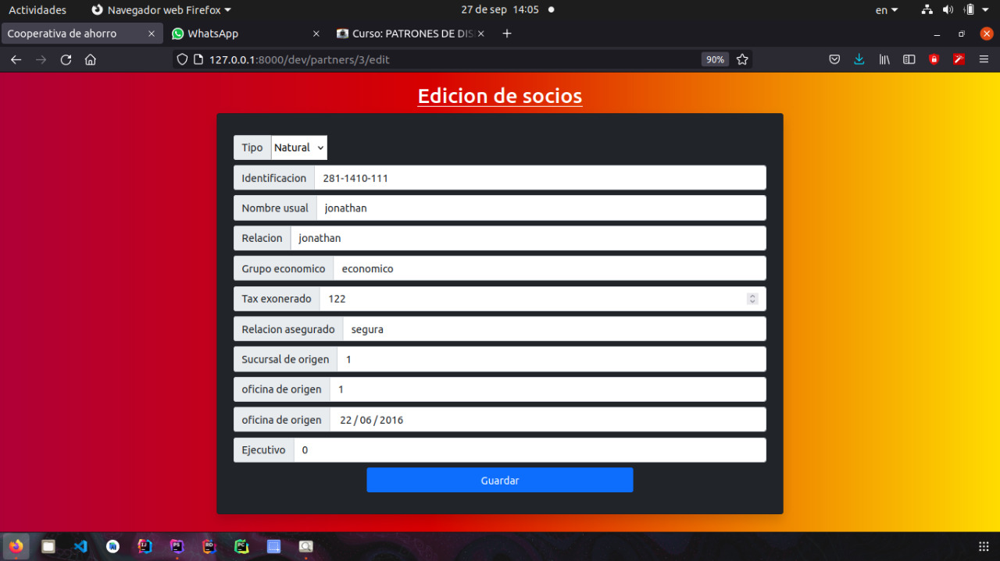 Actividades Navegador web Firefox 27 de sep 14:05 en
Cooperativa de ahorro WhatsApp Curso: PATRONES DE DIS
127.0.0.1:8000/dev/partners/3/edit 90%
Edicion de socios
Tipo Natural
Identificacion 281-1410-111
Nombre usual jonathan
Relacion jonathan
Grupo economico economico
Tax exonerado 122
Relacion asegurado segura
Sucursal de origen 1
oficina de origen 1
oficina de origen 22 / 06 / 2016
Ejecutivo 0
Guardar